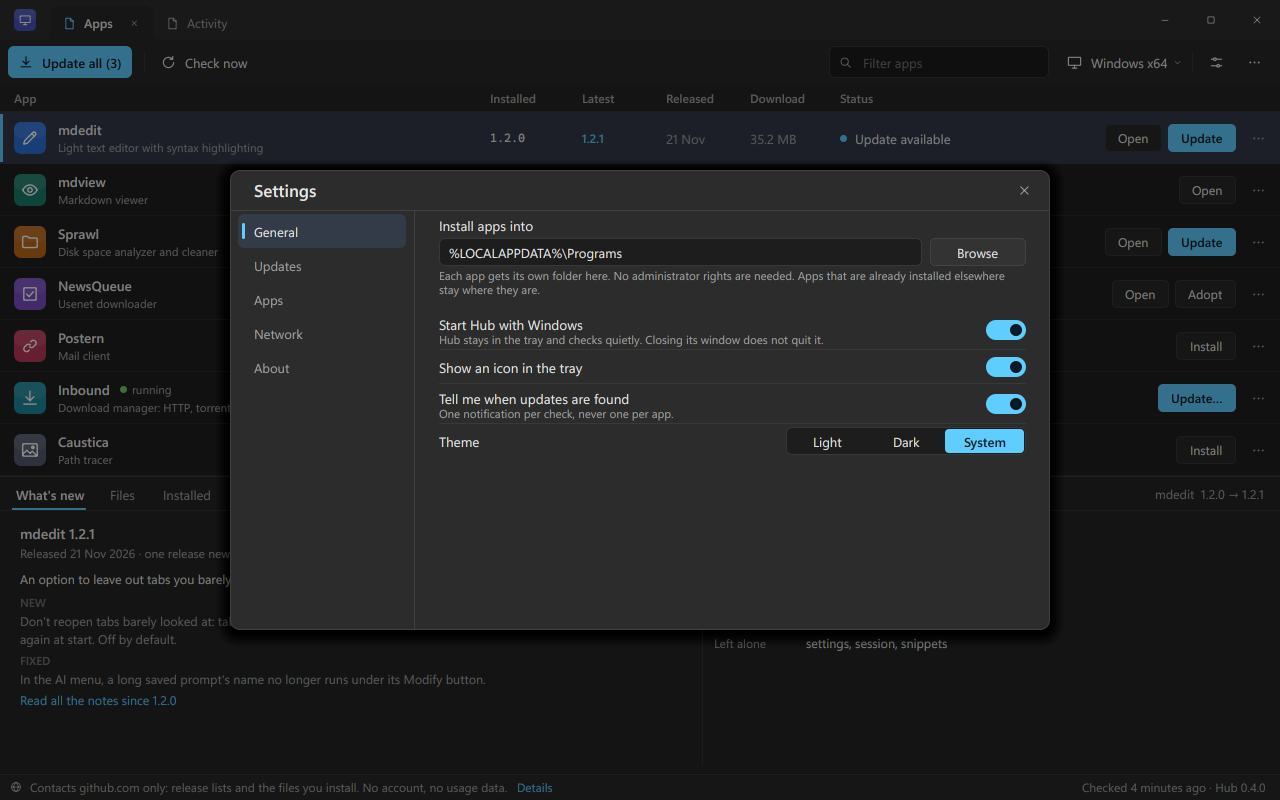 Apps
Activity
Update all (3)
Check now
Filter apps
Windows x64
App
Installed
Latest
Released
Download
Status
mdedit
Light text editor with syntax highlighting
1.2.0
1.2.1
21 Nov
35.2 MB
Update available
Open
Update
mdview
Markdown viewer
Open
Sprawl
Disk space analyzer and cleaner
Open
Update
NewsQueue
Usenet downloader
Open
Adopt
Postern
Mail client
Install
Inbound
running
Download manager: HTTP, torrent
Update...
Caustica
Path tracer
Install
Settings
General
Updates
Apps
Network
About
Install apps into
%LOCALAPPDATA%\Programs
Browse
Each app gets its own folder here. No administrator rights are needed. Apps that are already installed elsewhere
stay where they are.
Start Hub with Windows
Hub stays in the tray and checks quietly. Closing its window does not quit it.
Show an icon in the tray
Tell me when updates are found
One notification per check, never one per app.
Theme
Light
Dark
System
What's new
Files
Installed
mdedit 1.2.0 → 1.2.1
mdedit 1.2.1
Released 21 Nov 2026 · one release new
An option to leave out tabs you barely
NEW
Don't reopen tabs barely looked at: ta
again at start. Off by default.
FIXED
In the AI menu, a long saved prompt's name no longer runs under its Modify button.
Read all the notes since 1.2.0
Left alone
settings, session, snippets
Contacts github.com only: release lists and the files you install. No account, no usage data.
Details
Checked 4 minutes ago · Hub 0.4.0